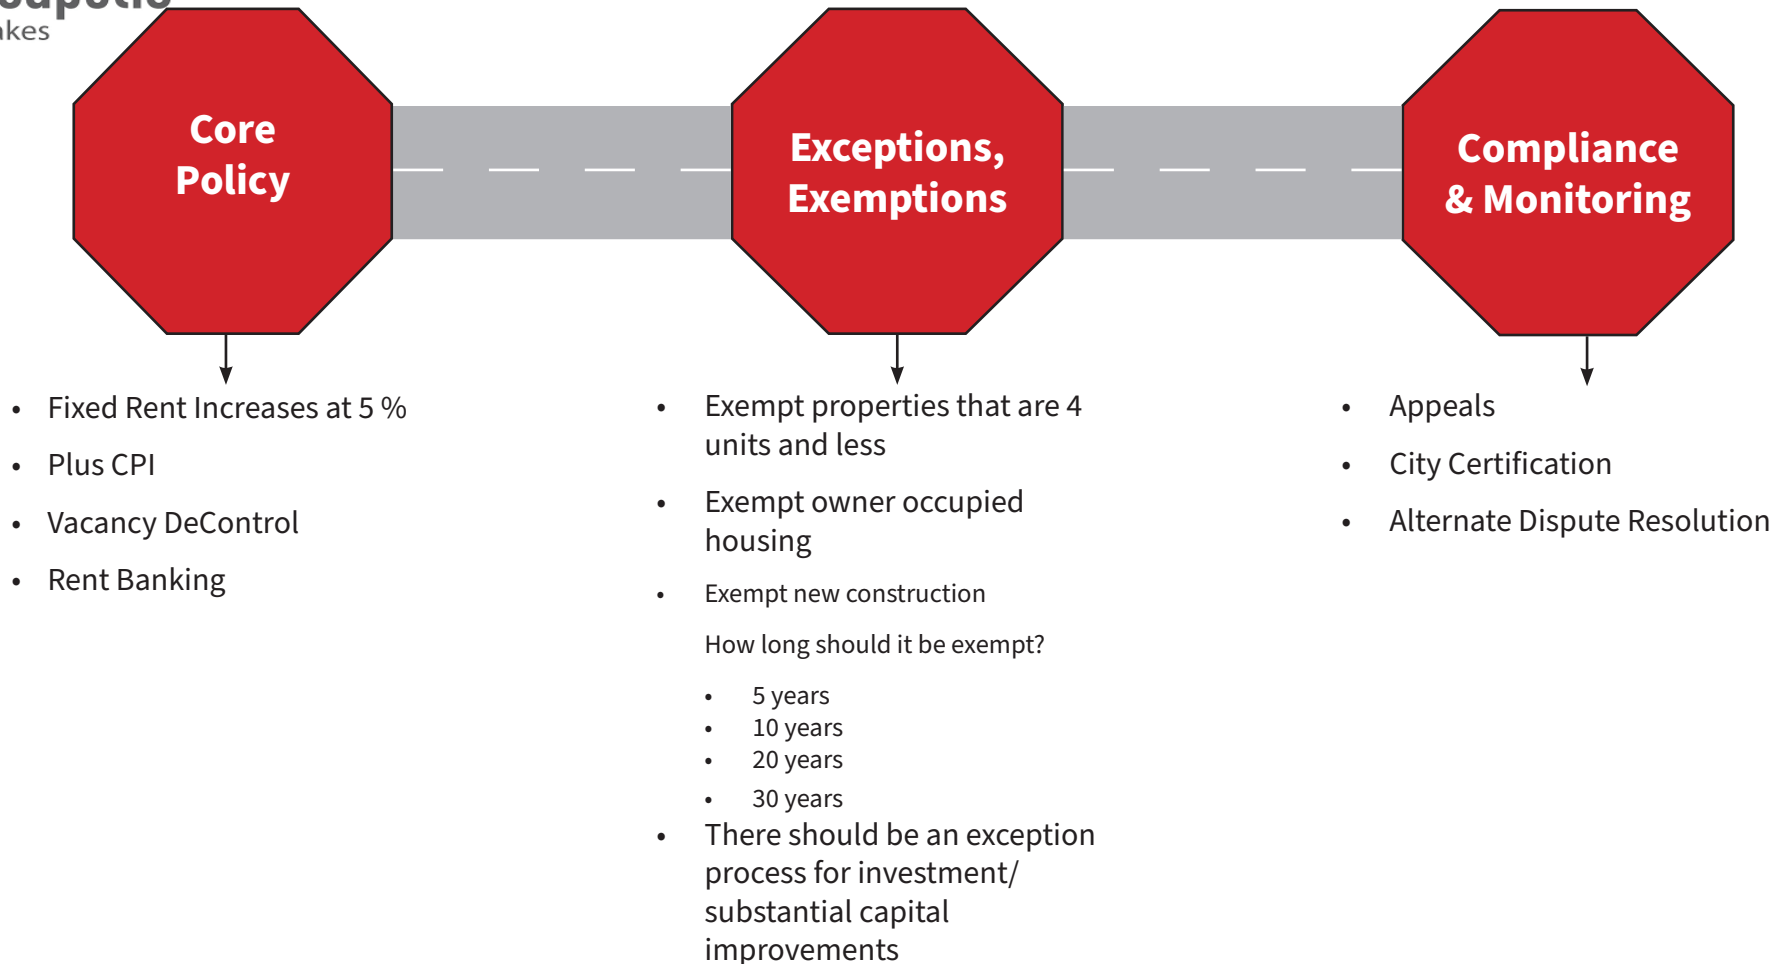 akes
Core
Policy
Exceptions,
Exemptions
Compliance
& Monitoring
• Fixed Rent Increases at 5 %
• Plus CPI
• Vacancy DeControl
• Rent Banking
• Exempt properties that are 4
units and less
• Exempt owner occupied
housing
• Exempt new construction
How long should it be exempt?
• 5 years
• 10 years
• 20 years
• 30 years
• There should be an exception
process for investment/
substantial capital
improvements
• Appeals
• City Certification
• Alternate Dispute Resolution